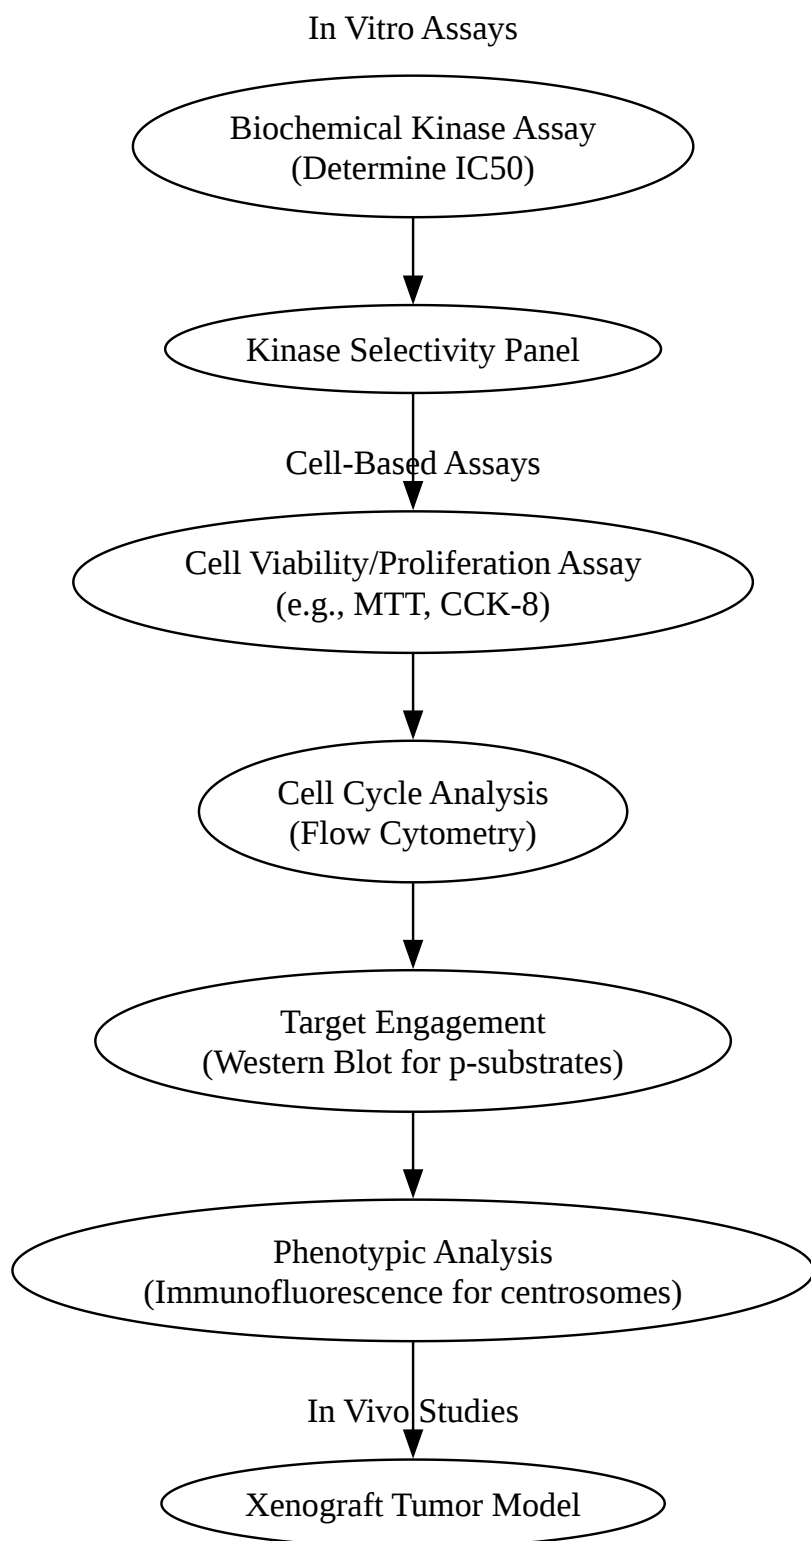 In Vitro Assays
Biochemical Kinase Assay
(Determine IC50)
Kinase Selectivity Panel
Cell-Based Assays
Cell Viability/Proliferation Assay
(e.g., MTT, CCK-8)
Cell Cycle Analysis
(Flow Cytometry)
Target Engagement
(Western Blot for p-substrates)
Phenotypic Analysis
(Immunofluorescence for centrosomes)
In Vivo Studies
Xenograft Tumor Model